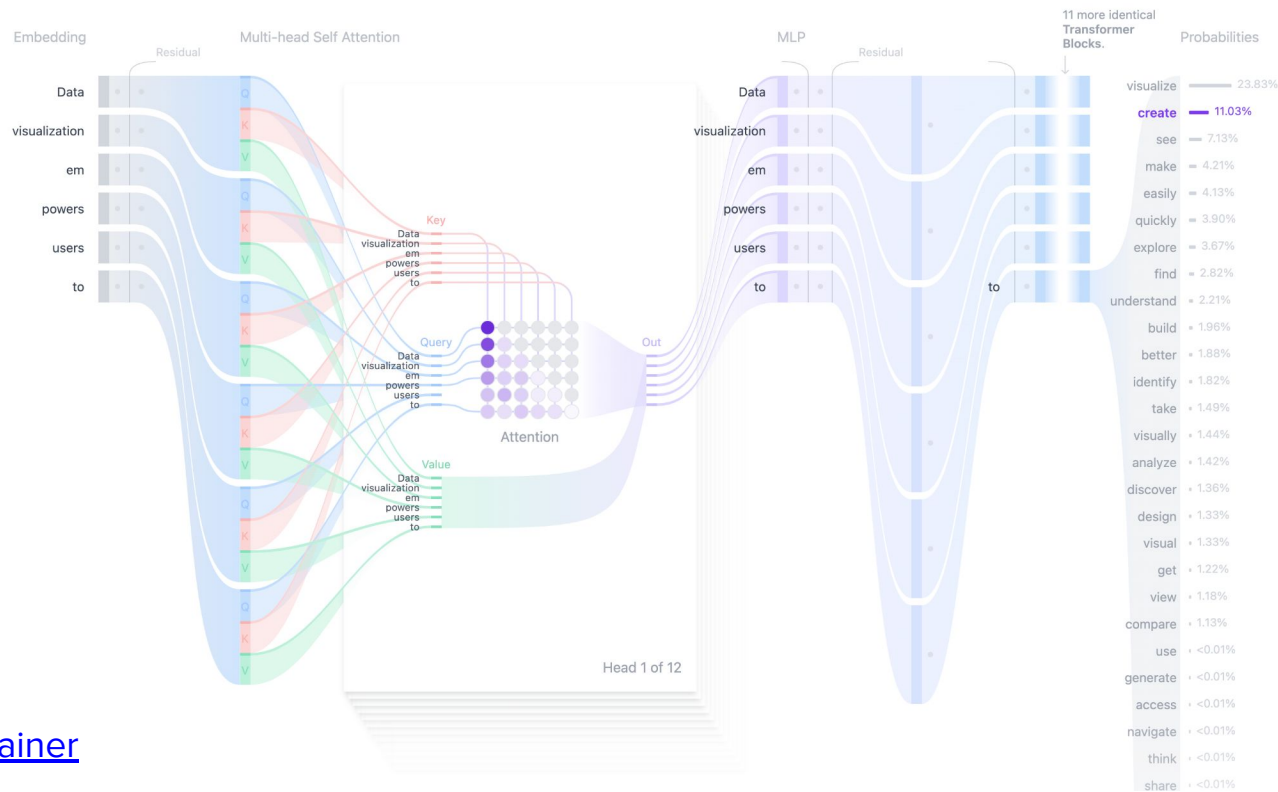 Embedding
Residual
Data
visualization
em
powers
users
to
Multi-head Self Attention
Q
K
V
Q
K
V
Q
K
V
Q
K
V
Q
K
V
Q
K
V
Key
Data
visualization
em
powers
users
to
Query
Data
visualization
em
powers
users
to
Attention
Value
Data
visualization
em
powers
users
to
Out
Head 1 of 12
MLP
Residual
Data
visualization
em
powers
users
to
to
11 more identical
Transformer
Blocks.
Probabilities
visualize 23.83%
create 11.03%
see 7.13%
make 4.21%
easily 4.13%
quickly 3.90%
explore 3.67%
find 2.82%
understand 2.21%
build 1.96%
better 1.88%
identify 1.82%
take 1.49%
visually 1.44%
analyze 1.42%
discover 1.36%
design 1.33%
visual 1.33%
get 1.22%
view 1.18%
compare 1.13%
use <0.01%
generate <0.01%
access <0.01%
navigate <0.01%
think <0.01%
share <0.01%
ainer